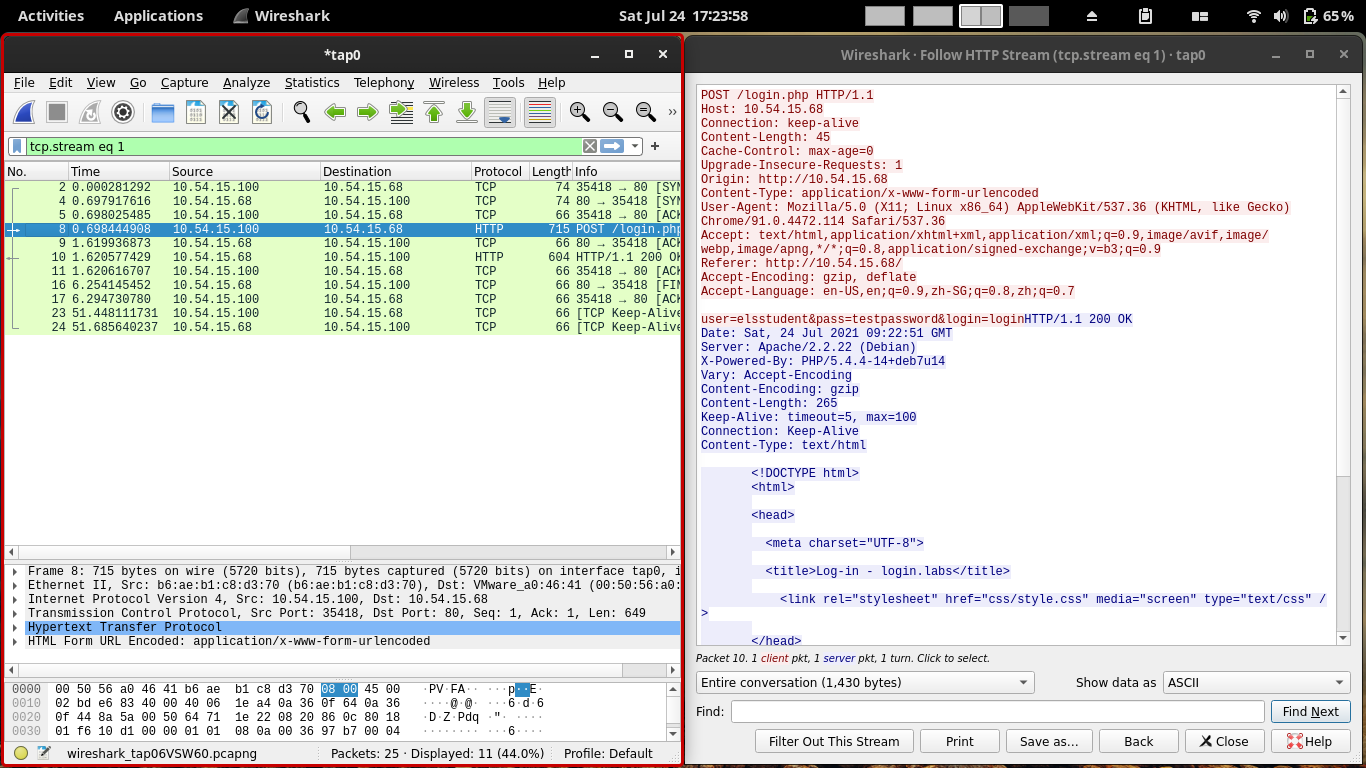 Activities Applications Wireshark Sat Jul 24 17:23:58 65%
*tap0
File Edit View Go Capture Analyze Statistics Telephony Wireless Tools Help
tcp.stream eq 1
No. Time Source Destination Protocol Length Info
2 0.000281292 10.54.15.100 10.54.15.68 TCP 74 35418 → 80 [SYN
4 0.697917616 10.54.15.68 10.54.15.100 TCP 74 80 → 35418 [SYN
5 0.698025485 10.54.15.100 10.54.15.68 TCP 66 35418 → 80 [ACK
8 0.698444908 10.54.15.100 10.54.15.68 HTTP 715 POST /login.php
9 1.619936873 10.54.15.68 10.54.15.100 TCP 66 80 → 35418 [ACK
10 1.620577429 10.54.15.68 10.54.15.100 HTTP 604 HTTP/1.1 200 OK
11 1.620616707 10.54.15.100 10.54.15.68 TCP 66 35418 → 80 [ACK
16 6.254145452 10.54.15.68 10.54.15.100 TCP 66 80 → 35418 [FIN
17 6.294730780 10.54.15.100 10.54.15.68 TCP 66 35418 → 80 [ACK
23 51.448111731 10.54.15.100 10.54.15.68 TCP 66 [TCP Keep-Alive
24 51.685640237 10.54.15.68 10.54.15.100 TCP 66 [TCP Keep-Alive
Frame 8: 715 bytes on wire (5720 bits), 715 bytes captured (5720 bits) on interface tap0, i
Ethernet II, Src: b6:ae:b1:c8:d3:70 (b6:ae:b1:c8:d3:70), Dst: VMware_a0:46:41 (00:50:56:a0:
Internet Protocol Version 4, Src: 10.54.15.100, Dst: 10.54.15.68
Transmission Control Protocol, Src Port: 35418, Dst Port: 80, Seq: 1, Ack: 1, Len: 649
Hypertext Transfer Protocol
HTML Form URL Encoded: application/x-www-form-urlencoded
0000 00 50 56 a0 46 41 b6 ae b1 c8 d3 70 08 00 45 00 ·PV·FA·· ···p··E·
0010 02 bd e6 83 40 00 40 06 1e a4 0a 36 0f 64 0a 36 ····@·@· ···6·d·6
0020 0f 44 8a 5a 00 50 64 71 1e 22 08 20 86 0c 80 18 ·D·Z·Pdq ·"· ····
0030 01 f6 10 d1 00 00 01 01 08 0a 00 36 97 b7 00 04 ········ ···6····
wireshark_tap06VSW60.pcapng Packets: 25 · Displayed: 11 (44.0%) Profile: Default
Wireshark · Follow HTTP Stream (tcp.stream eq 1) · tap0
POST /login.php HTTP/1.1
Host: 10.54.15.68
Connection: keep-alive
Content-Length: 45
Cache-Control: max-age=0
Upgrade-Insecure-Requests: 1
Origin: http://10.54.15.68
Content-Type: application/x-www-form-urlencoded
User-Agent: Mozilla/5.0 (X11; Linux x86_64) AppleWebKit/537.36 (KHTML, like Gecko)
Chrome/91.0.4472.114 Safari/537.36
Accept: text/html,application/xhtml+xml,application/xml;q=0.9,image/avif,image/
webp,image/apng,*/*;q=0.8,application/signed-exchange;v=b3;q=0.9
Referer: http://10.54.15.68/
Accept-Encoding: gzip, deflate
Accept-Language: en-US,en;q=0.9,zh-SG;q=0.8,zh;q=0.7
user=elsstudent&pass=testpassword&login=loginHTTP/1.1 200 OK
Date: Sat, 24 Jul 2021 09:22:51 GMT
Server: Apache/2.2.22 (Debian)
X-Powered-By: PHP/5.4.4-14+deb7u14
Vary: Accept-Encoding
Content-Encoding: gzip
Content-Length: 265
Keep-Alive: timeout=5, max=100
Connection: Keep-Alive
Content-Type: text/html
<!DOCTYPE html>
<html>
<head>
<meta charset="UTF-8">
<title>Log-in - login.labs</title>
<link rel="stylesheet" href="css/style.css" media="screen" type="text/css" /
>
</head>
Packet 10. 1 client pkt, 1 server pkt, 1 turn. Click to select.
Entire conversation (1,430 bytes) Show data as ASCII
Find: Find Next
Filter Out This Stream Print Save as... Back Close Help